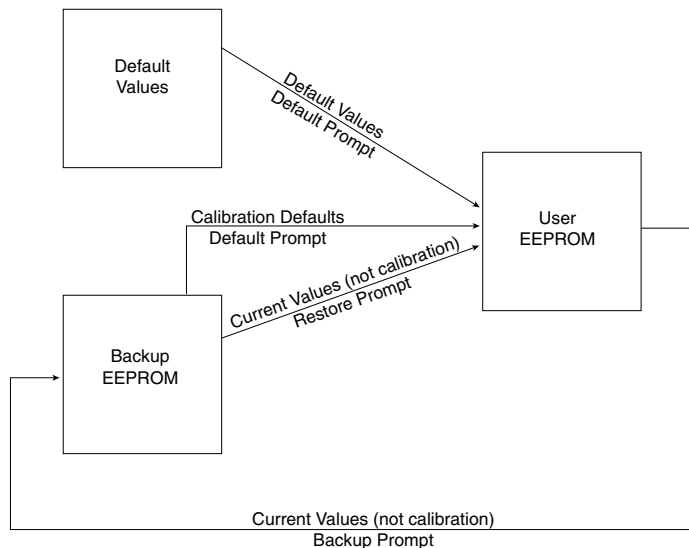 Default
Values
Default Values
Default Prompt
User
EEPROM
Calibration Defaults
Default Prompt
Current Values (not calibration)
Restore Prompt
Backup
EEPROM
Current Values (not calibration)
Backup Prompt